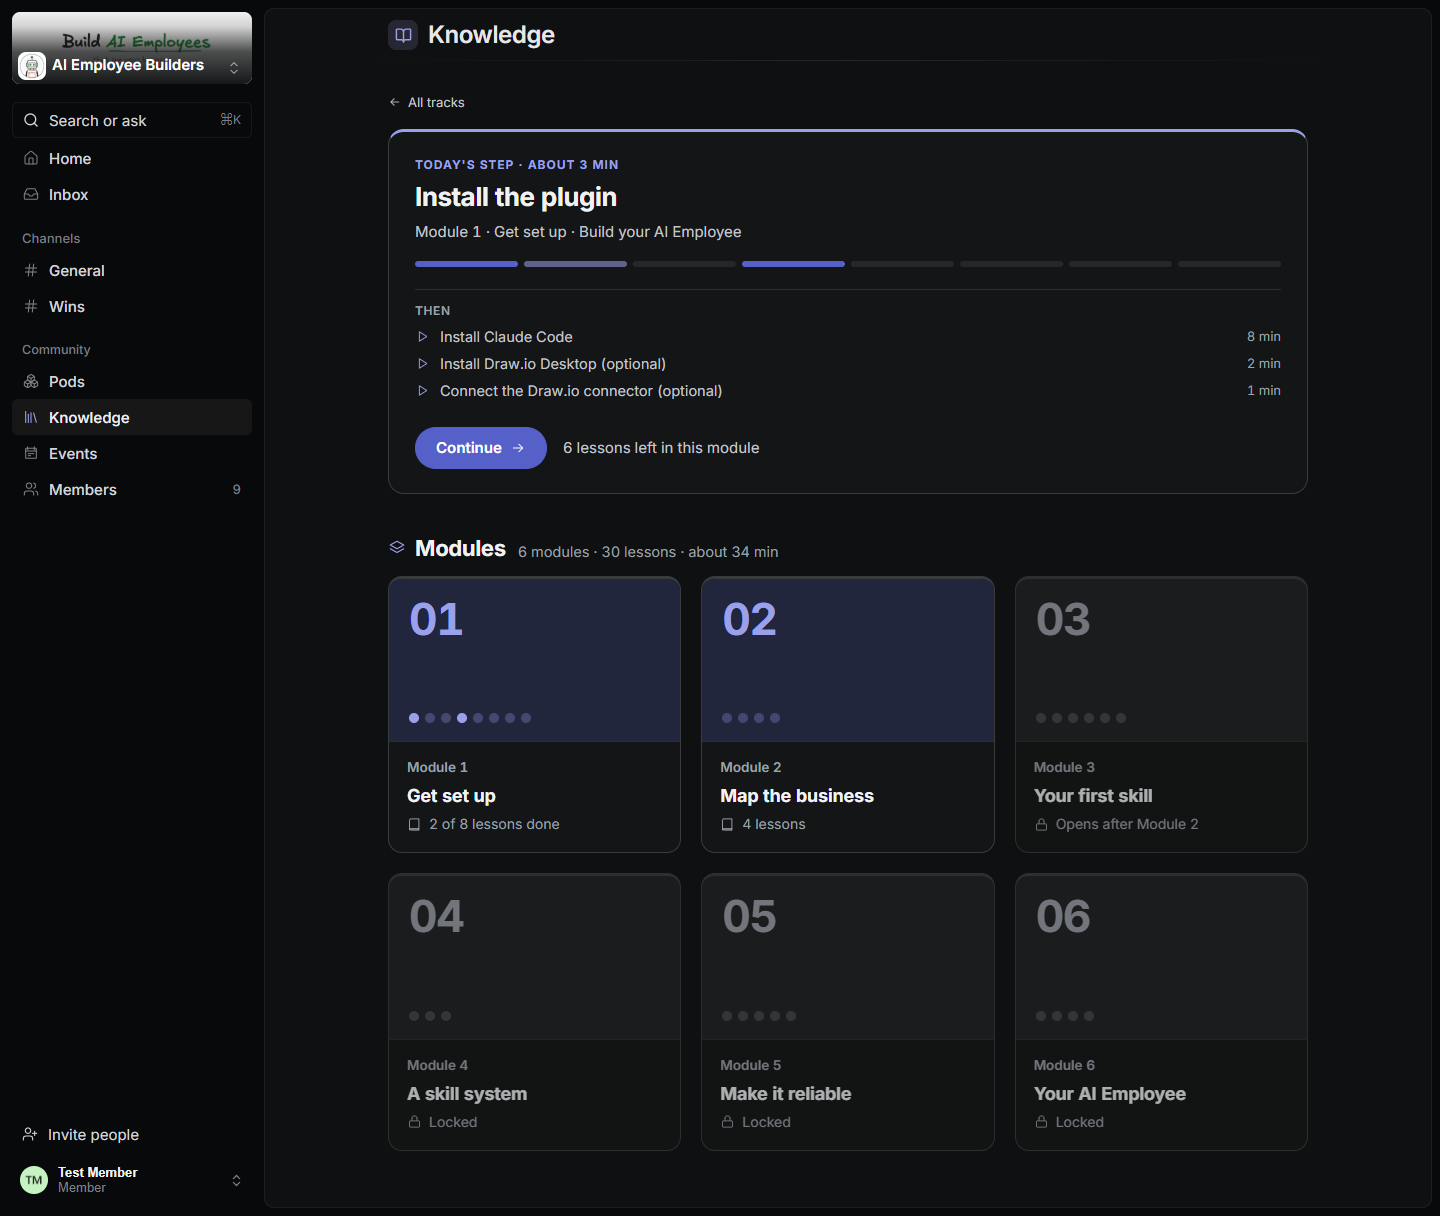 Build AI Employees
AI Employee Builders
Search or ask ⌘K
Home
Inbox
Channels
General
Wins
Community
Pods
Knowledge
Events
Members 9
Invite people
TM
Test Member
Member
Knowledge
← All tracks
TODAY'S STEP · ABOUT 3 MIN
Install the plugin
Module 1 · Get set up · Build your AI Employee
THEN
Install Claude Code 8 min
Install Draw.io Desktop (optional) 2 min
Connect the Draw.io connector (optional) 1 min
Continue → 6 lessons left in this module
Modules 6 modules · 30 lessons · about 34 min
01
Module 1
Get set up
2 of 8 lessons done
02
Module 2
Map the business
4 lessons
03
Module 3
Your first skill
Opens after Module 2
04
Module 4
A skill system
Locked
05
Module 5
Make it reliable
Locked
06
Module 6
Your AI Employee
Locked